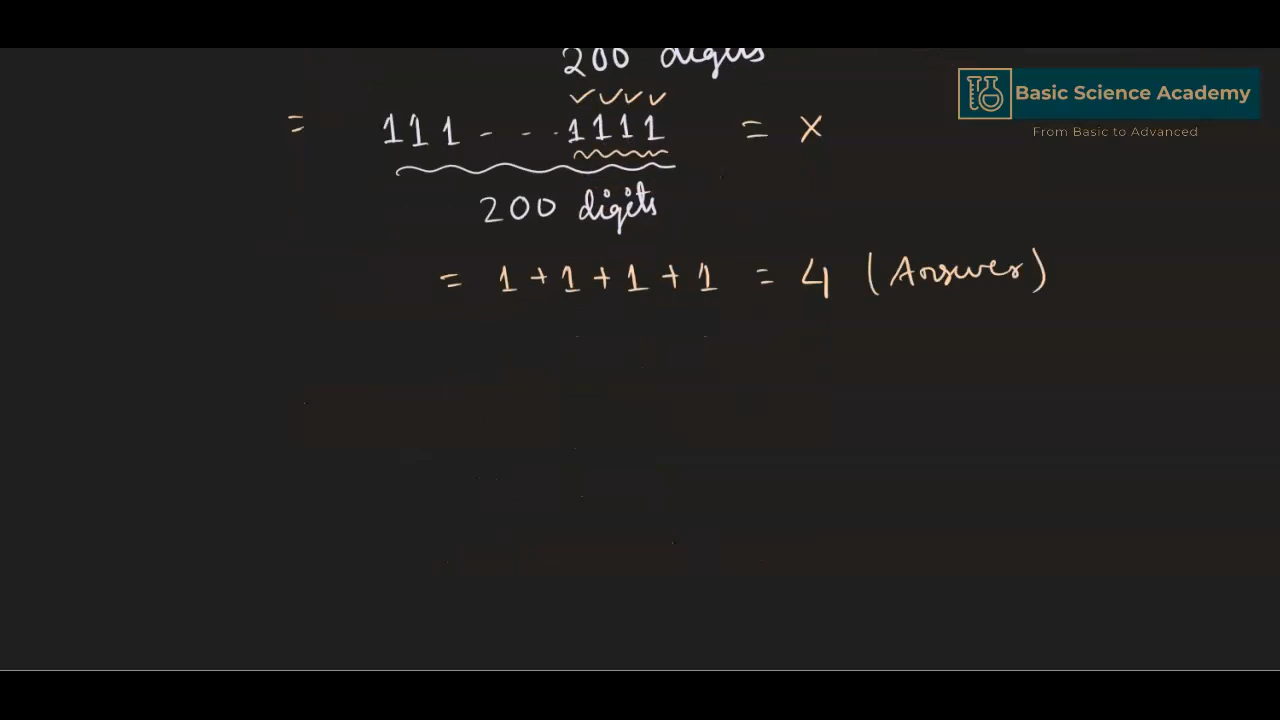 200 digits
= 111 - - - 1111 = x
200 digits
= 1 + 1 + 1 + 1 = 4 (Answer)
Basic Science Academy
From Basic to Advanced